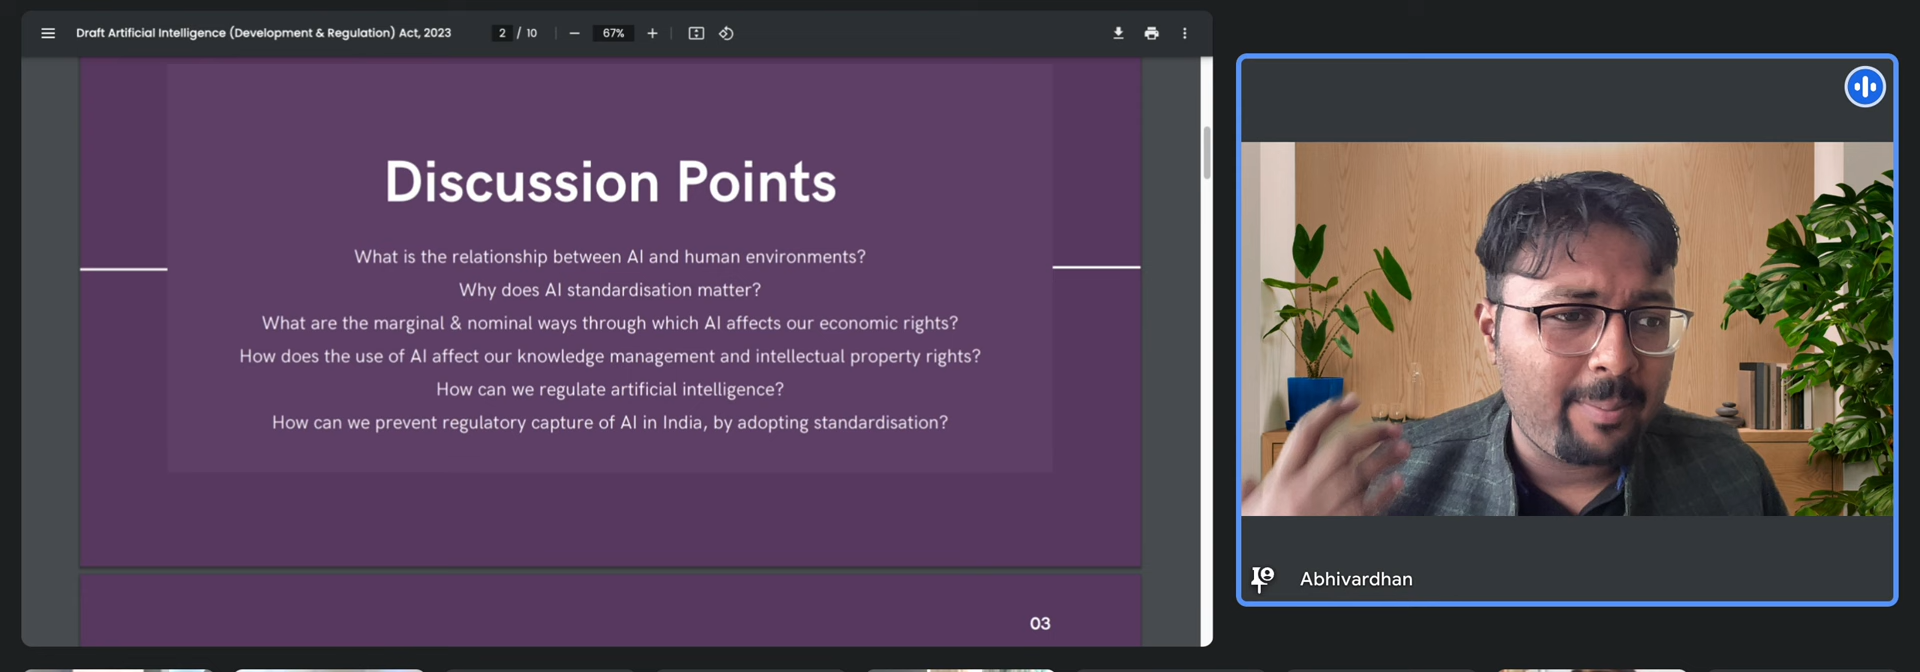 Draft Artificial Intelligence (Development & Regulation) Act, 2023
2 / 10
67%
Discussion Points
What is the relationship between AI and human environments?
Why does AI standardisation matter?
What are the marginal & nominal ways through which AI affects our economic rights?
How does the use of AI affect our knowledge management and intellectual property rights?
How can we regulate artificial intelligence?
How can we prevent regulatory capture of AI in India, by adopting standardisation?
03
Abhivardhan